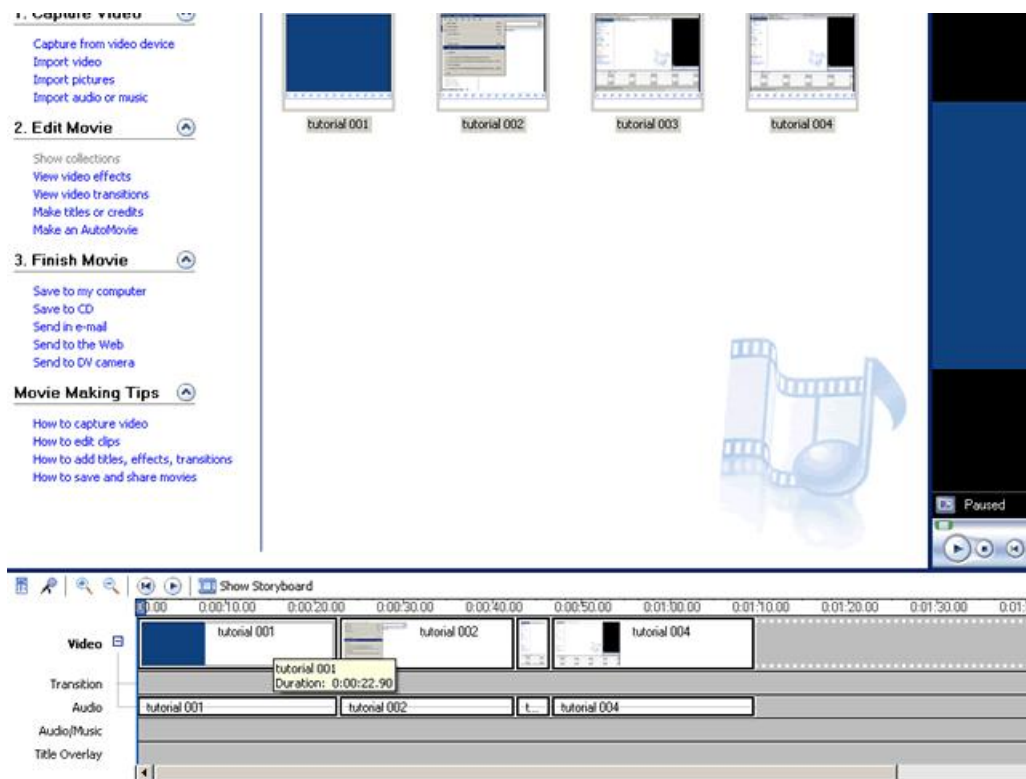 1. Capture Video
Capture from video device
Import video
Import pictures
Import audio or music
2. Edit Movie
Show collections
View video effects
View video transitions
Make titles or credits
Make an AutoMovie
3. Finish Movie
Save to my computer
Save to CD
Send in e-mail
Send to the Web
Send to DV camera
Movie Making Tips
How to capture video
How to edit clips
How to add titles, effects, transitions
How to save and share movies
tutorial 001
tutorial 002
tutorial 003
tutorial 004
Paused
Show Storyboard
0:00:10.00 0:00:20.00 0:00:30.00 0:00:40.00 0:00:50.00 0:01:00.00 0:01:10.00 0:01:20.00 0:01:30.00
Video
tutorial 001
tutorial 002
tutorial 004
tutorial 001
Duration: 0:00:22.90
Transition
Audio
tutorial 001
tutorial 002
t...
tutorial 004
Audio/Music
Title Overlay